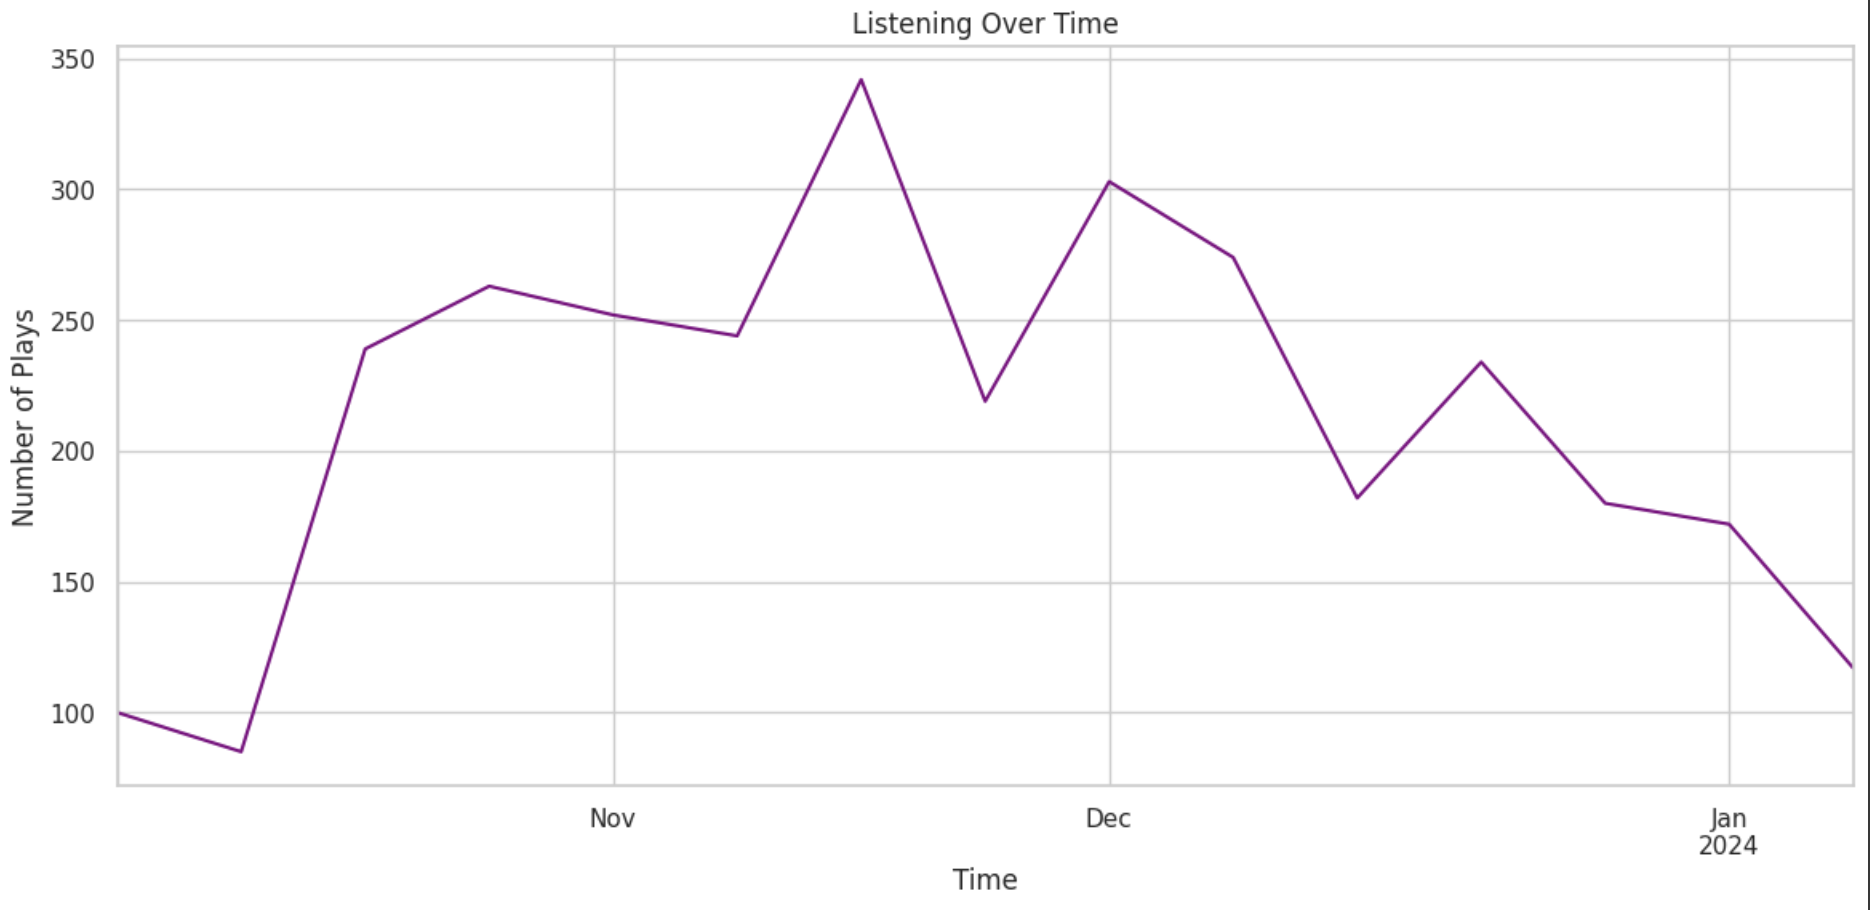 Listening Over Time
350
300
250
200
150
100
Number of Plays
Nov
Dec
Jan
2024
Time